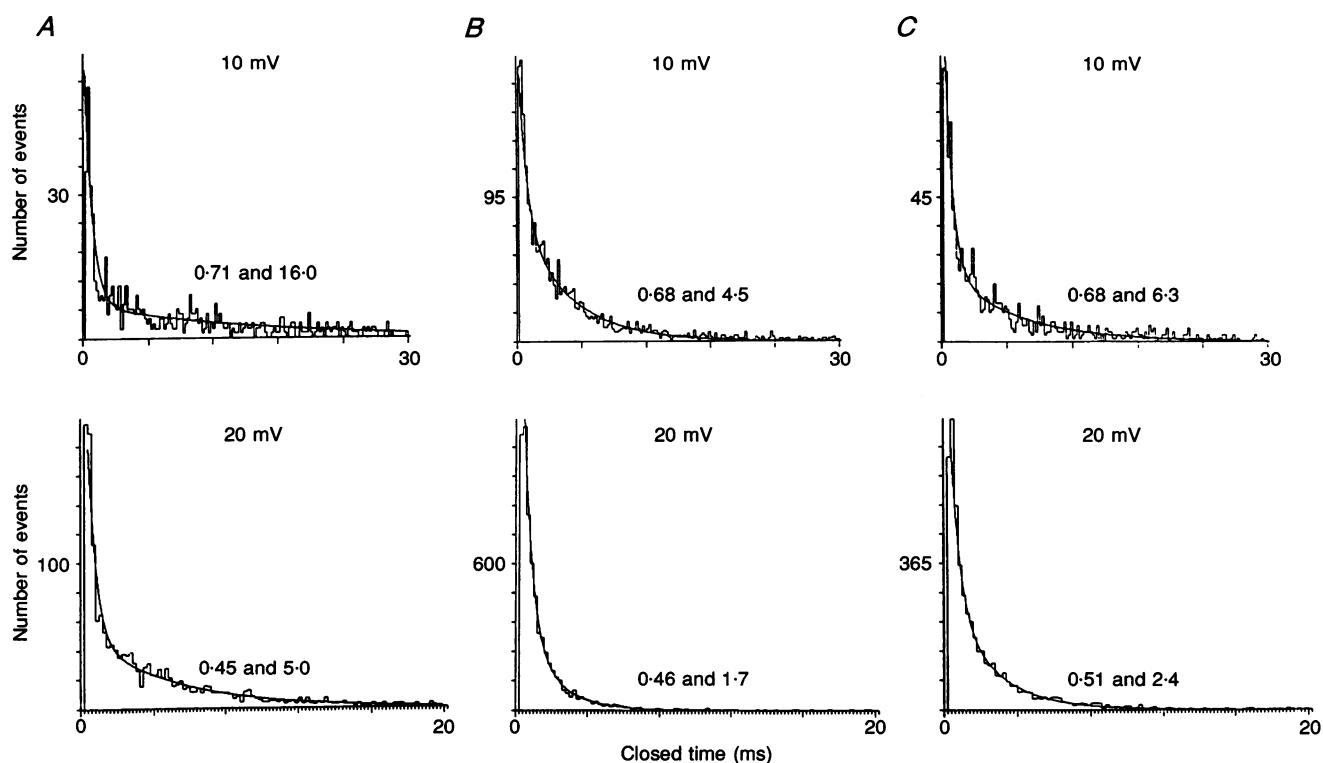 A
B
C
10 mV
10 mV
10 mV
Number of events
30
95
45
0·71 and 16·0
0·68 and 4·5
0·68 and 6·3
0
30
0
30
0
30
20 mV
20 mV
20 mV
Number of events
100
600
365
0·45 and 5·0
0·46 and 1·7
0·51 and 2·4
0
20
0
20
0
20
Closed time (ms)